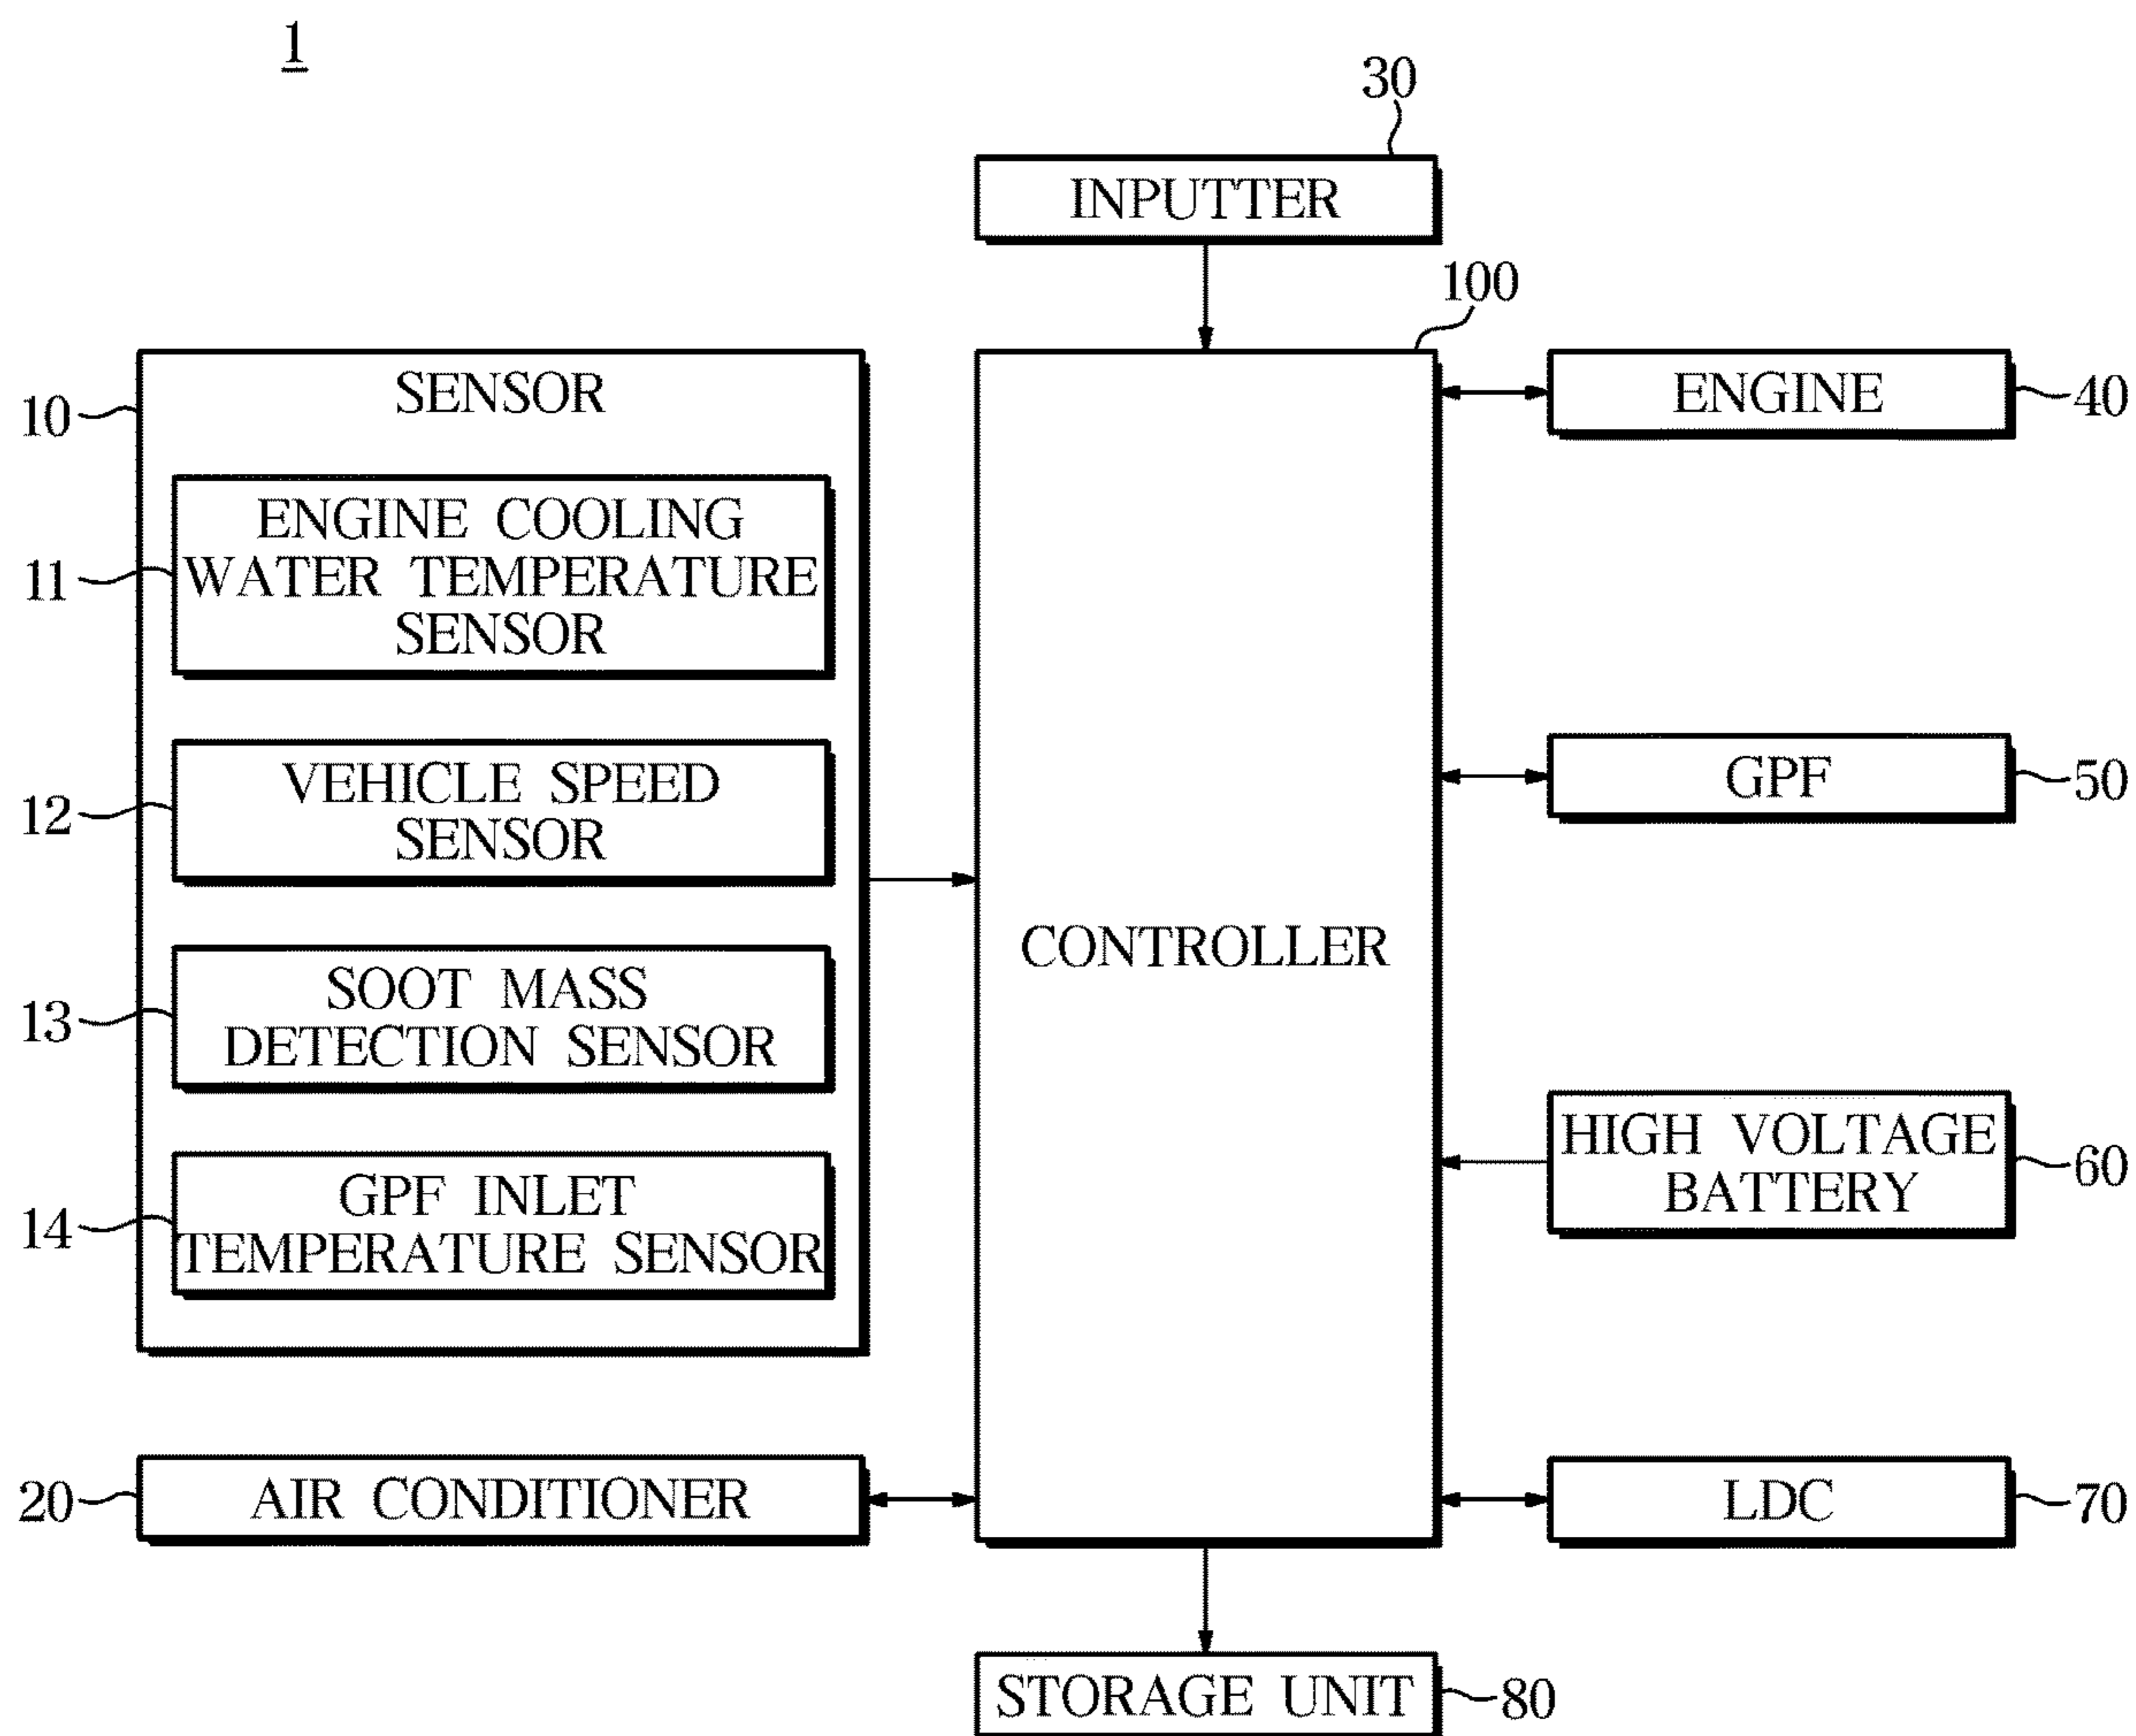 1
30
INPUTTER
100
10
SENSOR
11
ENGINE COOLING
WATER TEMPERATURE
SENSOR
12
VEHICLE SPEED
SENSOR
13
SOOT MASS
DETECTION SENSOR
14
GPF INLET
TEMPERATURE SENSOR
20
AIR CONDITIONER
CONTROLLER
ENGINE
40
GPF
50
HIGH VOLTAGE
BATTERY
60
LDC
70
STORAGE UNIT
80